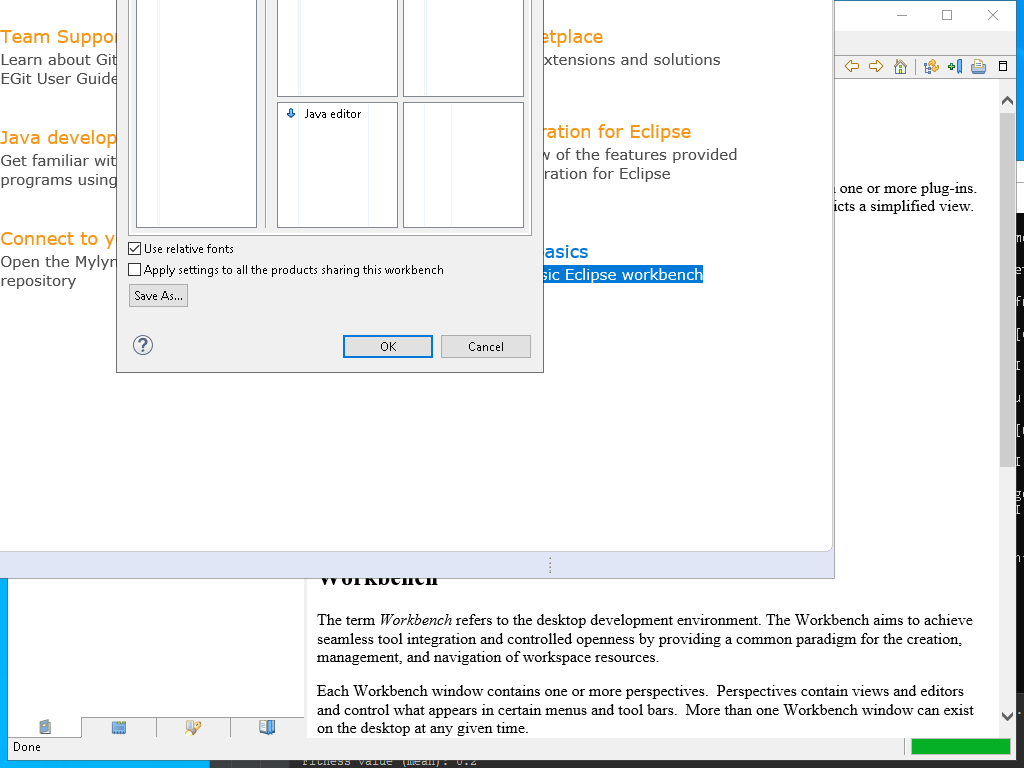 Team Suppor
Learn about Git
EGit User Guide
Java develop
Get familiar wit
programs using
Connect to y
Open the Mylyn
repository
Java editor
Use relative fonts
Apply settings to all the products sharing this workbench
Save As...
OK
Cancel
etplace
xtensions and solutions
ration for Eclipse
w of the features provided
ration for Eclipse
asics
sic Eclipse workbench
one or more plug-ins.
icts a simplified view.
Workbench
The term Workbench refers to the desktop development environment. The Workbench aims to achieve
seamless tool integration and controlled openness by providing a common paradigm for the creation,
management, and navigation of workspace resources.
Each Workbench window contains one or more perspectives.  Perspectives contain views and editors
and control what appears in certain menus and tool bars.  More than one Workbench window can exist
on the desktop at any given time.
Done
Fitness value (mean): 0.2